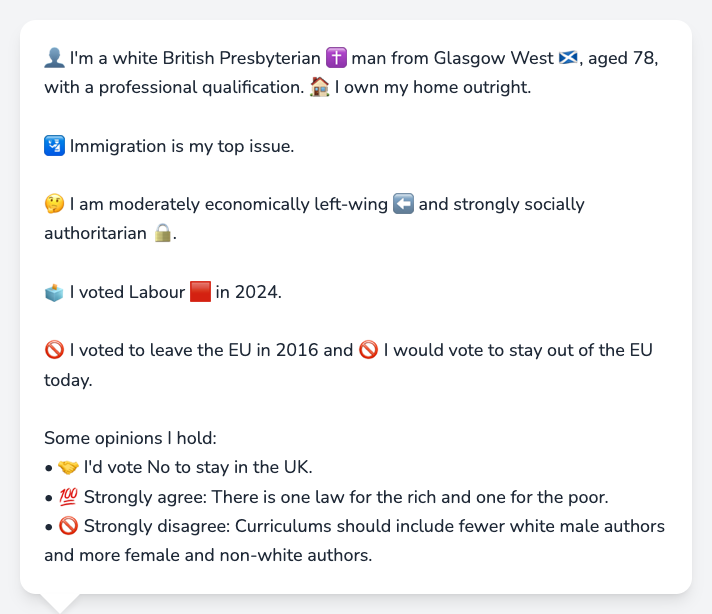 👤 I'm a white British Presbyterian ✝️ man from Glasgow West 🏴󠁧󠁢󠁳󠁣󠁴󠁿, aged 78,
with a professional qualification. 🏠 I own my home outright.
🛂 Immigration is my top issue.
🤔 I am moderately economically left-wing ⬅️ and strongly socially
authoritarian 🔒.
🗳️ I voted Labour 🟥 in 2024.
🚫 I voted to leave the EU in 2016 and 🚫 I would vote to stay out of the EU
today.
Some opinions I hold:
• 🤝 I'd vote No to stay in the UK.
• 💯 Strongly agree: There is one law for the rich and one for the poor.
• 🚫 Strongly disagree: Curriculums should include fewer white male authors
and more female and non-white authors.